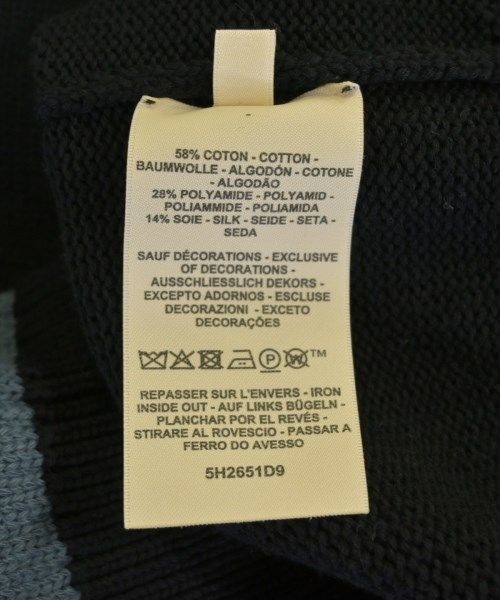 58% COTON - COTTON -
BAUMWOLLE - ALGODÓN - COTONE
- ALGODÃO
28% POLYAMIDE - POLYAMID -
POLIAMMIDE - POLIAMIDA
14% SOIE - SILK - SEIDE - SETA -
SEDA
SAUF DÉCORATIONS - EXCLUSIVE
OF DECORATIONS -
AUSSCHLIESSLICH DEKORS -
EXCEPTO ADORNOS - ESCLUSE
DECORAZIONI - EXCETO
DECORAÇÕES
P W TM
REPASSER SUR L'ENVERS - IRON
INSIDE OUT - AUF LINKS BÜGELN -
PLANCHAR POR EL REVÉS -
STIRARE AL ROVESCIO - PASSAR A
FERRO DO AVESSO
5H2651D9